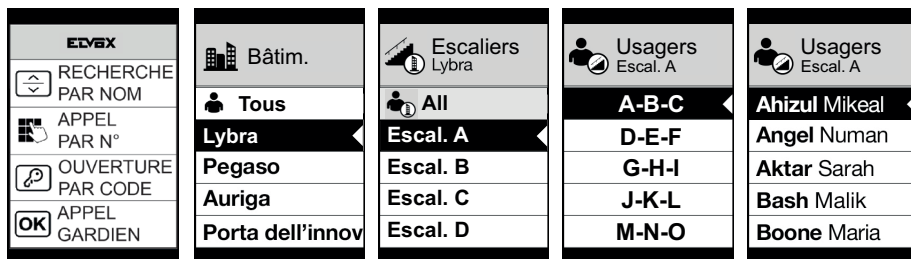 ELVOX
RECHERCHE
PAR NOM
APPEL
PAR N°
OUVERTURE
PAR CODE
OK APPEL
GARDIEN
Bâtim.
Tous
Lybra
Pegaso
Auriga
Porta dell'innov
Escaliers
Lybra
All
Escal. A
Escal. B
Escal. C
Escal. D
Usagers
Escal. A
A-B-C
D-E-F
G-H-I
J-K-L
M-N-O
Usagers
Escal. A
Ahizul Mikeal
Angel Numan
Aktar Sarah
Bash Malik
Boone Maria